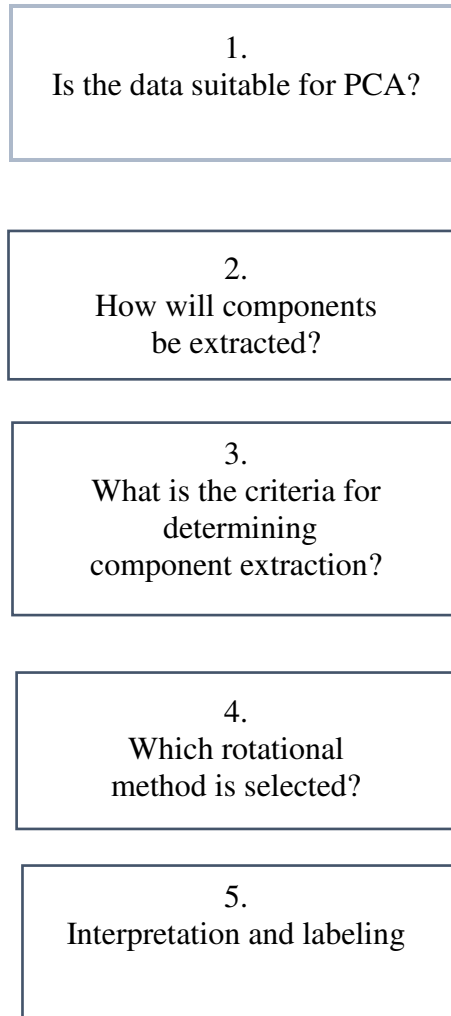 1.
Is the data suitable for PCA?
2.
How will components
be extracted?
3.
What is the criteria for
determining
component extraction?
4.
Which rotational
method is selected?
5.
Interpretation and labeling